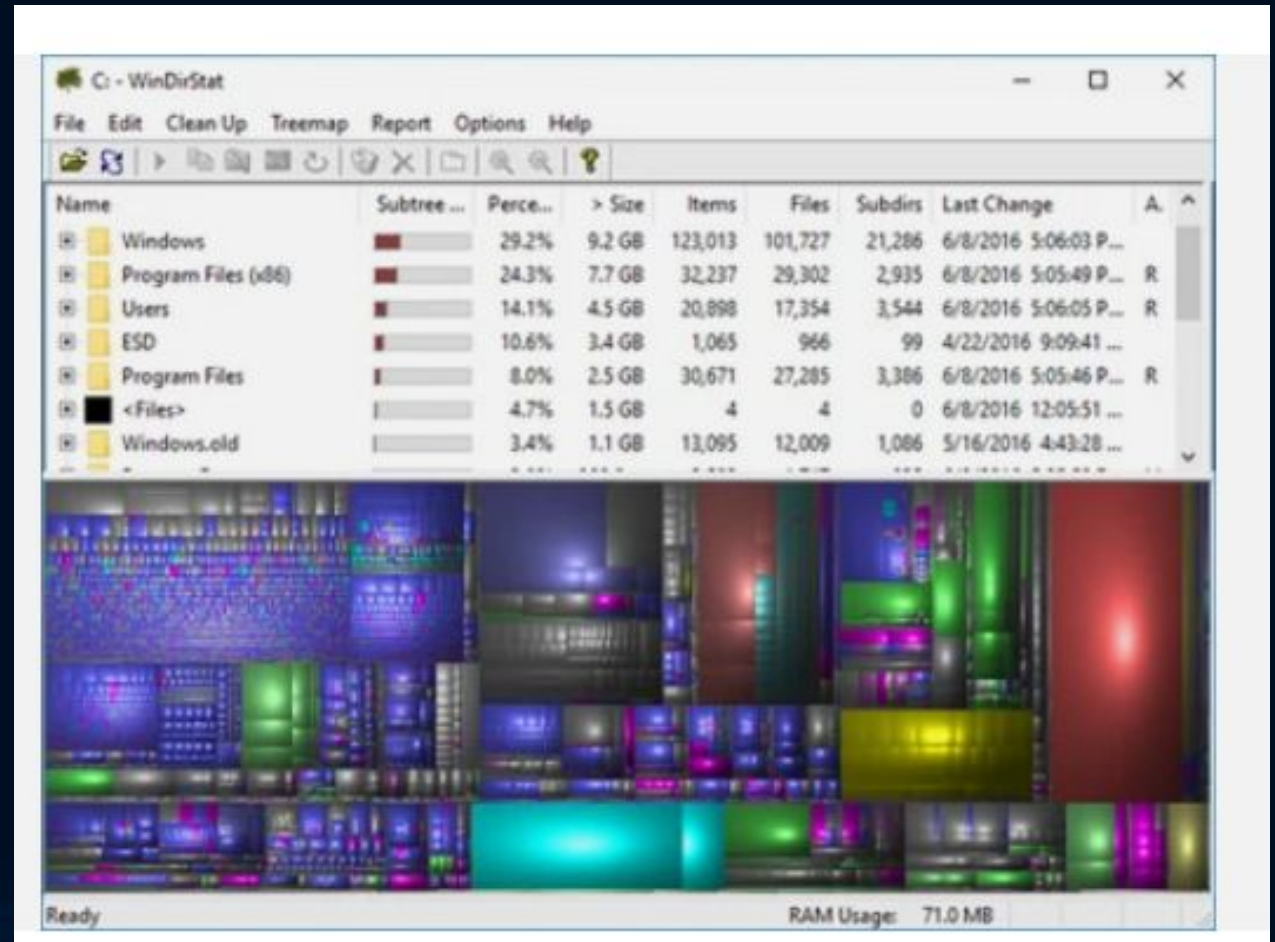 C: - WinDirStat
File Edit Clean Up Treemap Report Options Help
Name Subtree ... Perce... > Size Items Files Subdirs Last Change A.
Windows 29.2% 9.2 GB 123,013 101,727 21,286 6/8/2016 5:06:03 P...
Program Files (x86) 24.3% 7.7 GB 32,237 29,302 2,935 6/8/2016 5:05:49 P... R
Users 14.1% 4.5 GB 20,898 17,354 3,544 6/8/2016 5:06:05 P... R
ESD 10.6% 3.4 GB 1,065 966 99 4/22/2016 9:09:41 ...
Program Files 8.0% 2.5 GB 30,671 27,285 3,386 6/8/2016 5:05:46 P... R
<Files> 4.7% 1.5 GB 4 4 0 6/8/2016 12:05:51 ...
Windows.old 3.4% 1.1 GB 13,095 12,009 1,086 5/16/2016 4:43:28 ...
Ready RAM Usage: 71.0 MB